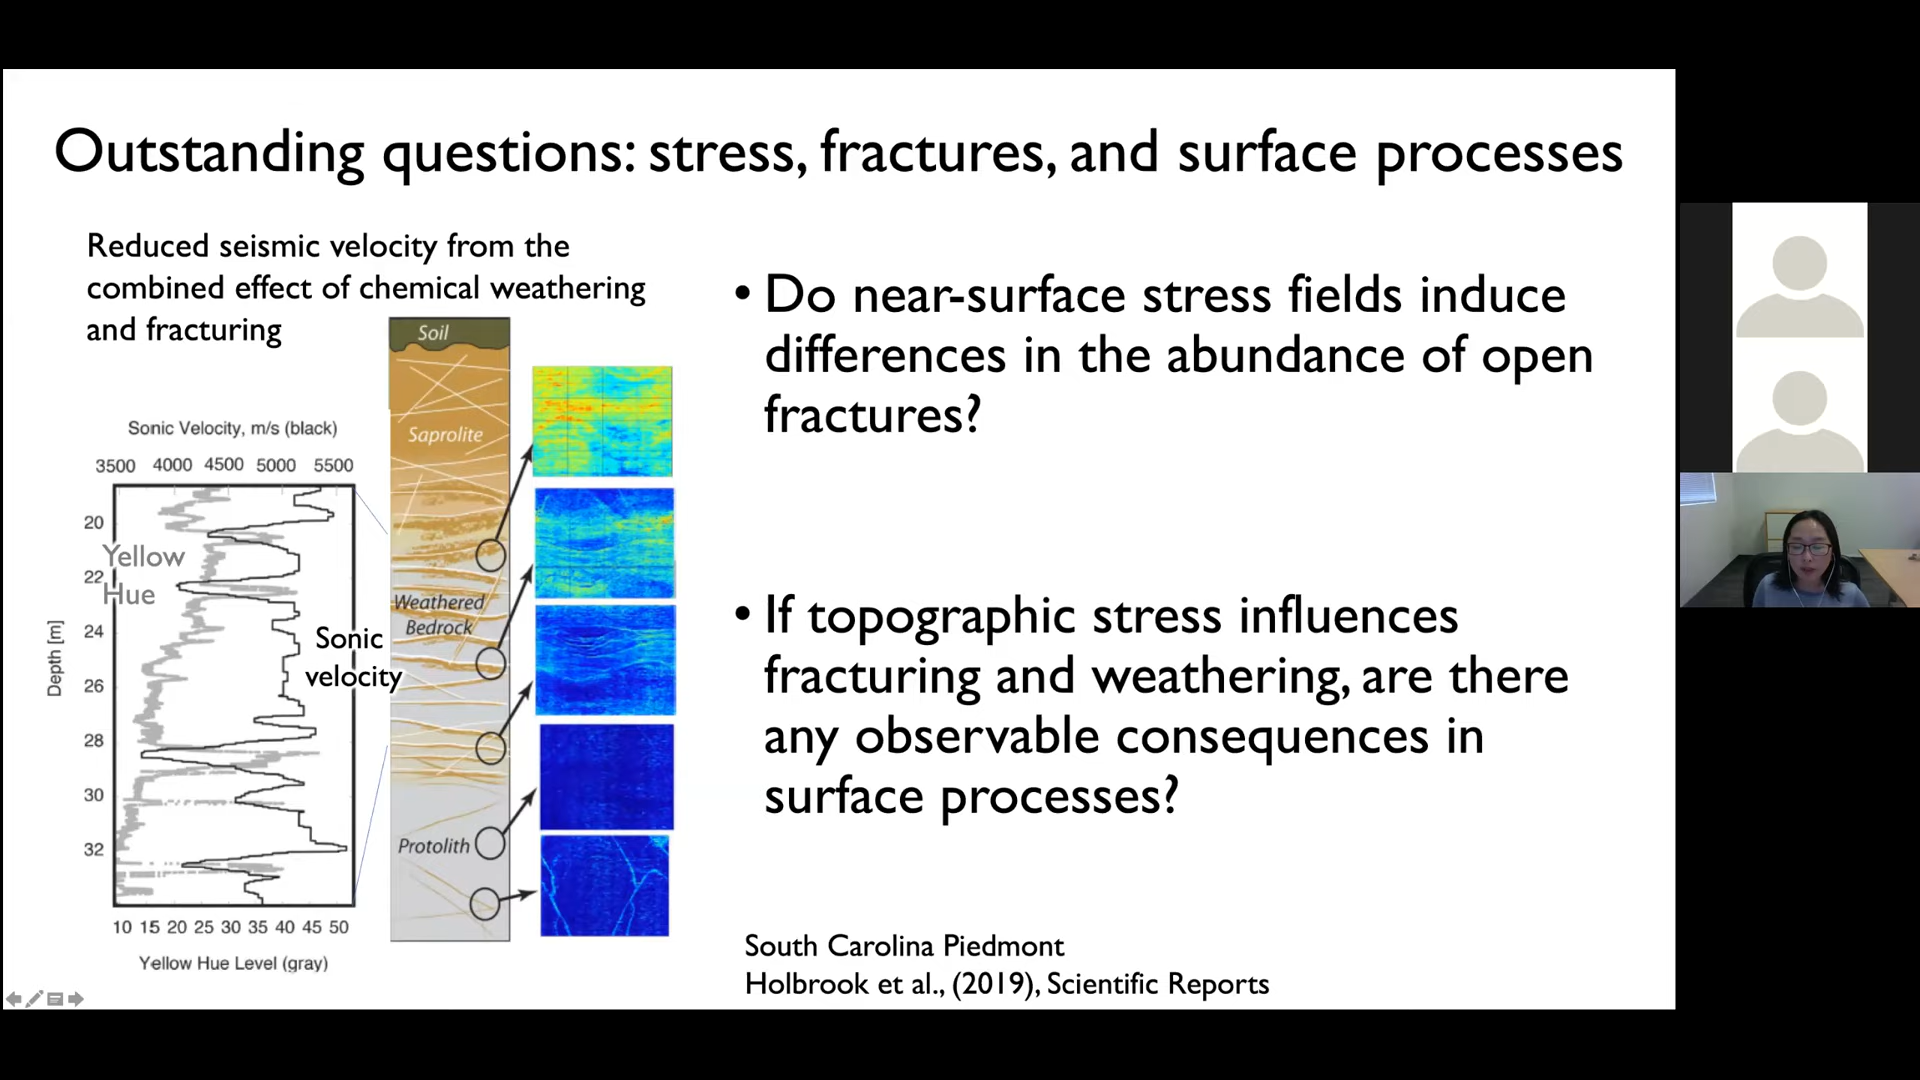 Outstanding questions: stress, fractures, and surface processes
Reduced seismic velocity from the
combined effect of chemical weathering
and fracturing
Sonic Velocity, m/s (black)
3500 4000 4500 5000 5500
20
22
24
26
28
30
32
Depth [m]
Yellow
Hue
Sonic
velocity
10 15 20 25 30 35 40 45 50
Yellow Hue Level (gray)
Soil
Saprolite
Weathered
Bedrock
Protolith
• Do near-surface stress fields induce
differences in the abundance of open
fractures?
• If topographic stress influences
fracturing and weathering, are there
any observable consequences in
surface processes?
South Carolina Piedmont
Holbrook et al., (2019), Scientific Reports